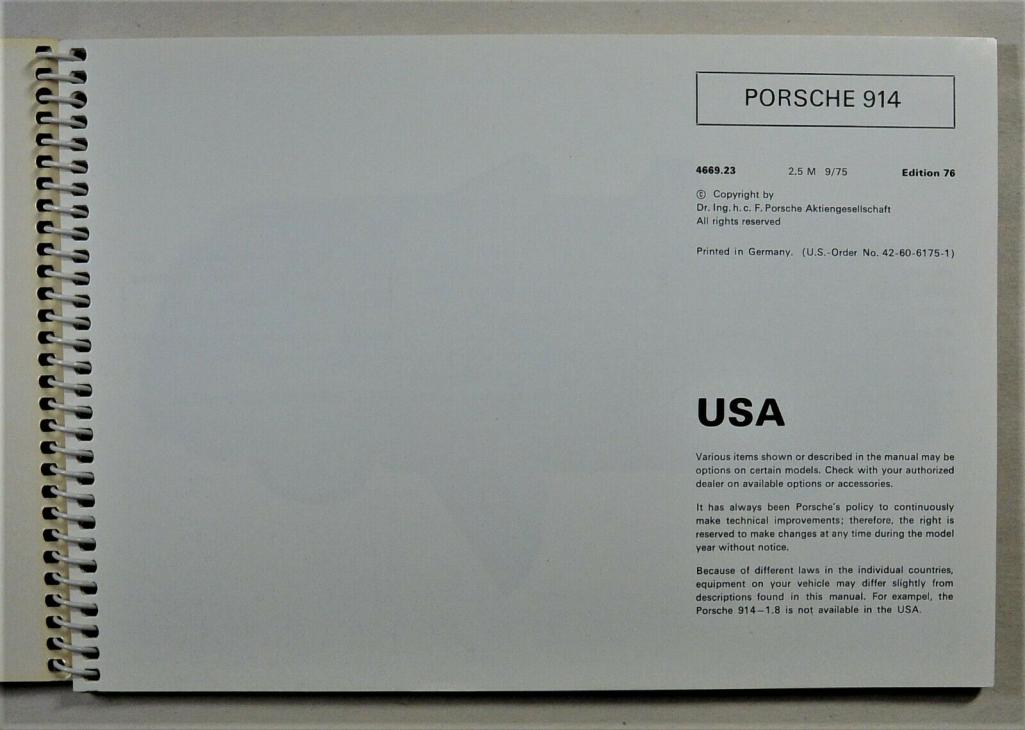 PORSCHE 914
4669.23 2.5 M 9/75 Edition 76
© Copyright by
Dr. Ing. h. c. F. Porsche Aktiengesellschaft
All rights reserved
Printed in Germany. (U.S.-Order No. 42-60-6175-1)
USA
Various items shown or described in the manual may be
options on certain models. Check with your authorized
dealer on available options or accessories.
It has always been Porsche's policy to continuously
make technical improvements; therefore, the right is
reserved to make changes at any time during the model
year without notice.
Because of different laws in the individual countries,
equipment on your vehicle may differ slightly from
descriptions found in this manual. For exampel, the
Porsche 914–1.8 is not available in the USA.